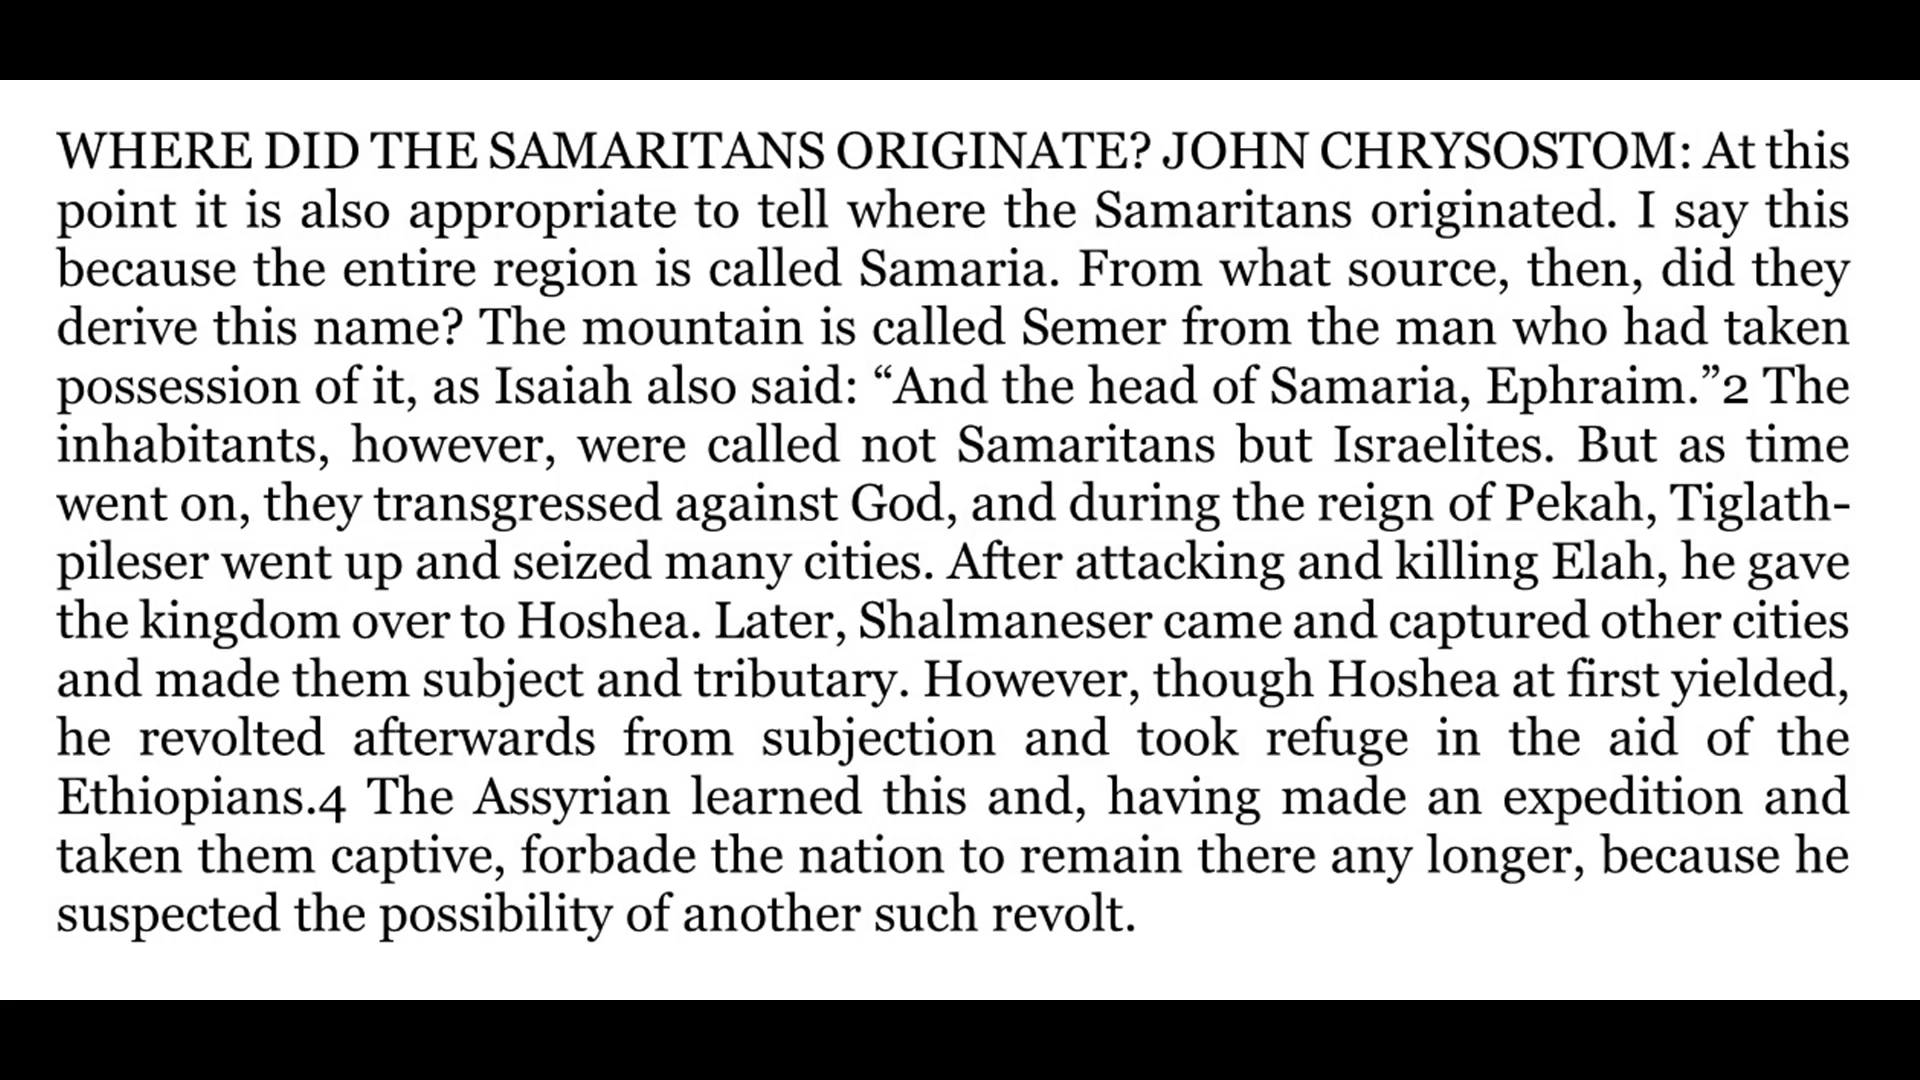 WHERE DID THE SAMARITANS ORIGINATE? JOHN CHRYSOSTOM: At this
point it is also appropriate to tell where the Samaritans originated. I say this
because the entire region is called Samaria. From what source, then, did they
derive this name? The mountain is called Semer from the man who had taken
possession of it, as Isaiah also said: “And the head of Samaria, Ephraim.”2 The
inhabitants, however, were called not Samaritans but Israelites. But as time
went on, they transgressed against God, and during the reign of Pekah, Tiglath-
pileser went up and seized many cities. After attacking and killing Elah, he gave
the kingdom over to Hoshea. Later, Shalmaneser came and captured other cities
and made them subject and tributary. However, though Hoshea at first yielded,
he revolted afterwards from subjection and took refuge in the aid of the
Ethiopians.4 The Assyrian learned this and, having made an expedition and
taken them captive, forbade the nation to remain there any longer, because he
suspected the possibility of another such revolt.